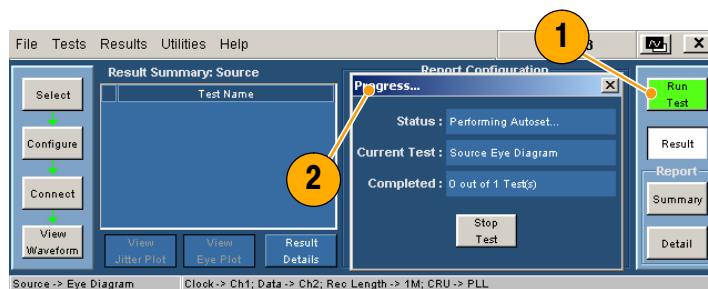 File Tests Results Utilities Help
1
8
X
Result Summary: Source
Report Configuration
Test Name
Progress...
X
Select
Configure
Connect
View
Waveform
Status : Performing Autoset...
Current Test : Source Eye Diagram
Completed : 0 out of 1 Test(s)
Stop
Test
2
View
Jitter Plot
View
Eye Plot
Result
Details
Run
Test
Result
Report
Summary
Detail
Source -> Eye Diagram
Clock -> Ch1; Data -> Ch2; Rec Length -> 1M; CRU -> PLL